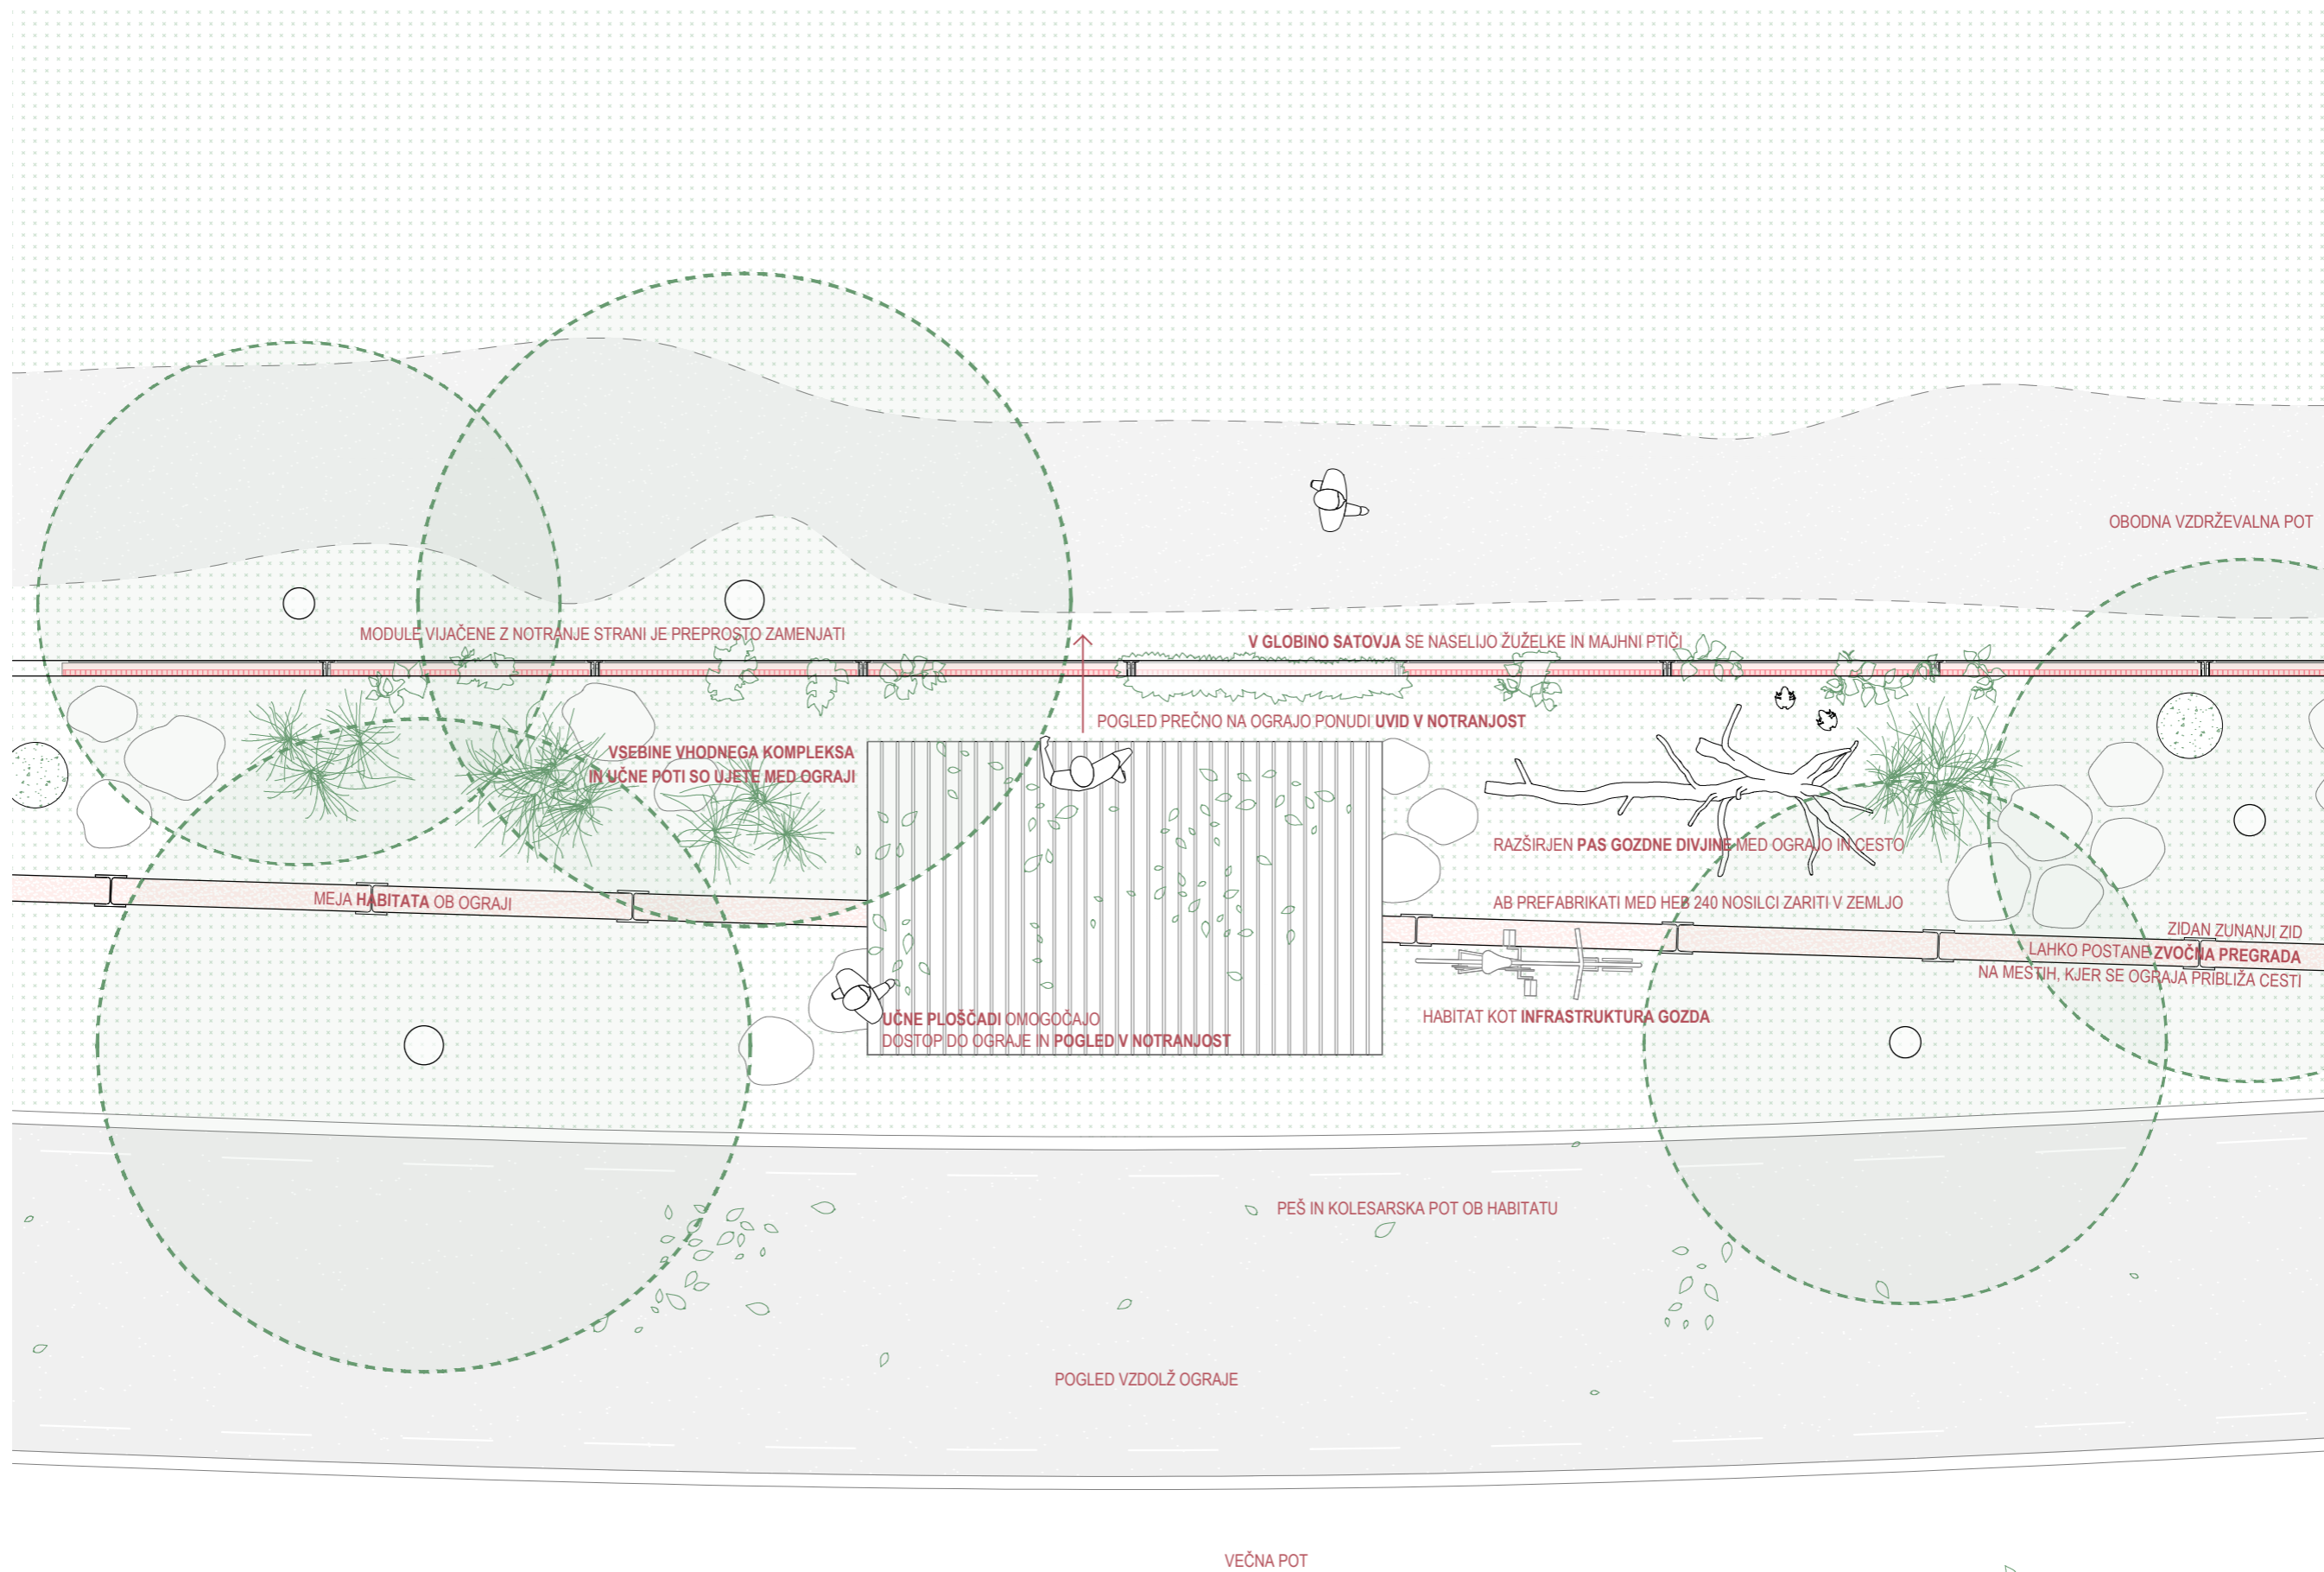 OBODNA VZDRŽEVALNA POT
MODULE VIJAČENE Z NOTRANJE STRANI JE PREPROSTO ZAMENJATI
V GLOBINO SATOVJA SE NASELIJO ŽUŽELKE IN MAJHNI PTIČI
POGLED PREČNO NA OGRAJO PONUDI UVID V NOTRANJOST
VSEBINE VHODNEGA KOMPLEKSA
IN UČNE POTI SO UJETE MED OGRAJI
RAZŠIRJEN PAS GOZDNE DIVJINE MED OGRAJO IN CESTO
MEJA HABITATA OB OGRAJI
AB PREFABRIKATI MED HEB 240 NOSILCI ZARITI V ZEMLJO
ZIDAN ZUNANJI ZID
LAHKO POSTANE ZVOČNA PREGRADA
NA MESTIH, KJER SE OGRAJA PRIBLIŽA CESTI
UČNE PLOŠČADI OMOGOČAJO
DOSTOP DO OGRAJE IN POGLED V NOTRANJOST
HABITAT KOT INFRASTRUKTURA GOZDA
PEŠ IN KOLESARSKA POT OB HABITATU
POGLED VZDOLŽ OGRAJE
VEČNA POT